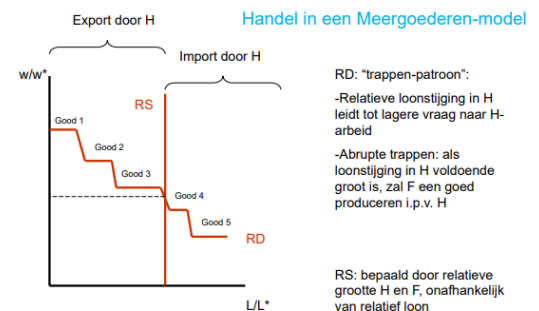 Handel in een Meergoederen-model
Export door H
Import door H
w/w*
RS
Good 1
Good 2
Good 3
Good 4
Good 5
RD
L/L*
RD: “trappen-patroon”:
-Relatieve loonstijging in H
leidt tot lagere vraag naar H-
arbeid
-Abrupte trappen: als
loonstijging in H voldoende
groot is, zal F een goed
produceren i.p.v. H
RS: bepaald door relatieve
grootte H en F, onafhankelijk
van relatief loon